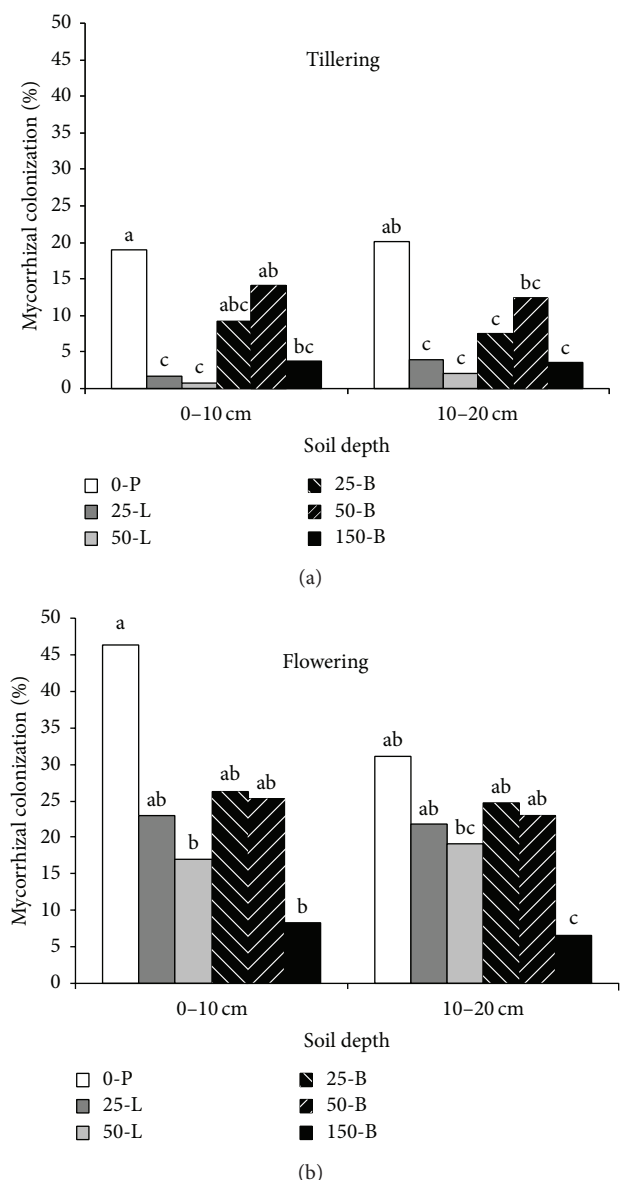 50
45
40
35
30
25
20
15
10
5
0
Mycorrhizal colonization (%)
Tillering
a
c
c
abc
ab
bc
ab
c
c
c
bc
c
0–10 cm
10–20 cm
Soil depth
0-P
25-B
25-L
50-B
50-L
150-B
(a)
50
45
40
35
30
25
20
15
10
5
0
Mycorrhizal colonization (%)
Flowering
a
ab
b
ab
ab
b
ab
ab
bc
ab
ab
c
0–10 cm
10–20 cm
Soil depth
0-P
25-B
25-L
50-B
50-L
150-B
(b)